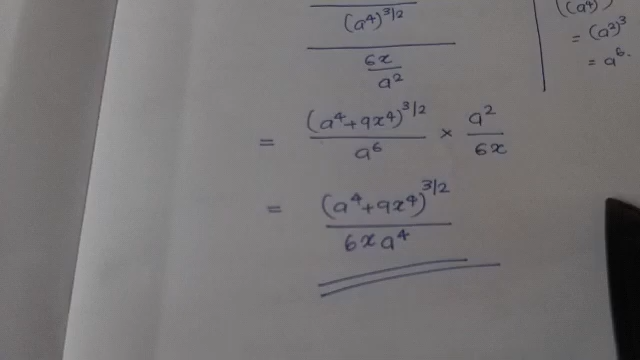 (a⁴)^3/2
6x
a²
= (a⁴+9x⁴)^3/2 / a⁶ × a² / 6x
= (a⁴+9x⁴)^3/2 / 6xa⁴
= (a²)³
= a⁶.